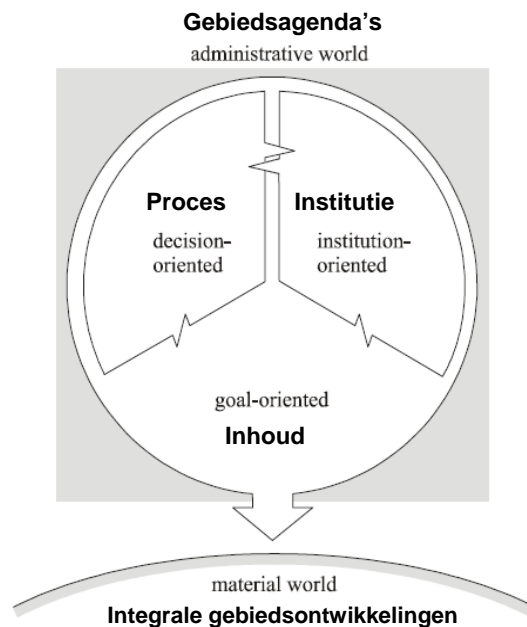 Gebiedsagenda’s
administrative world
Proces
decision-
oriented
Institutie
institution-
oriented
goal-oriented
Inhoud
material world
Integrale gebiedsontwikkelingen